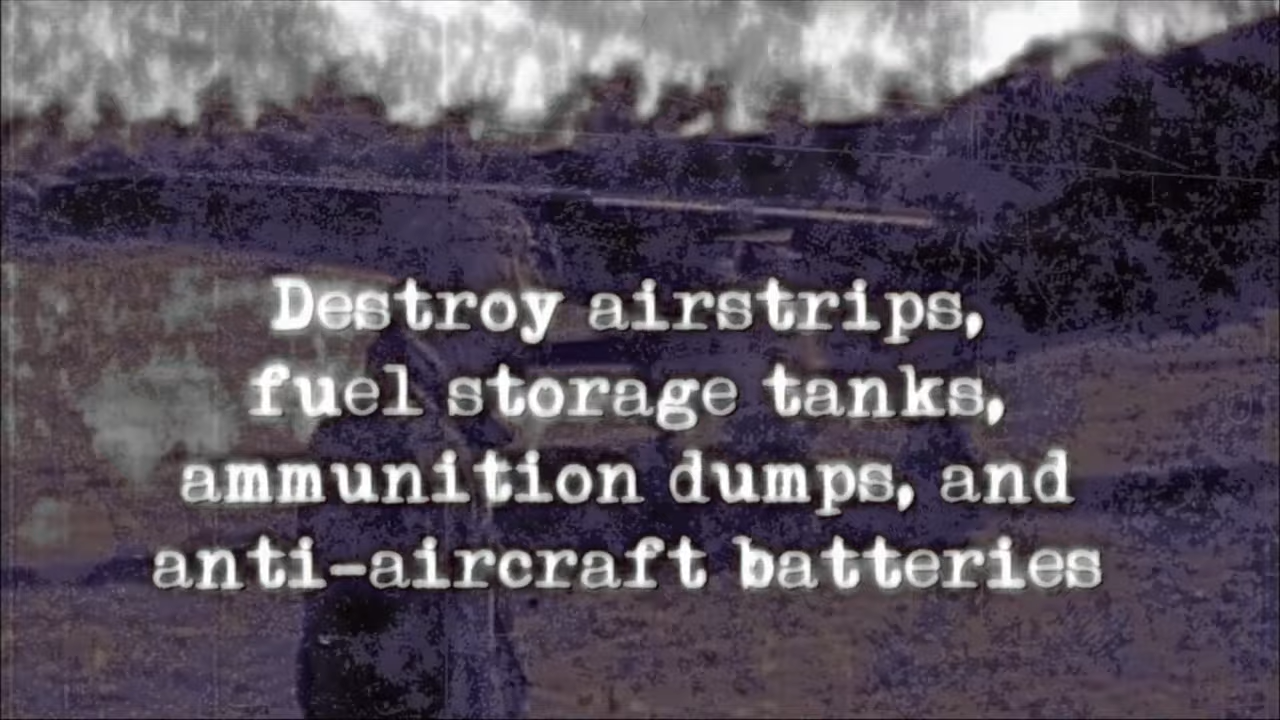 Destroy airstrips,
fuel storage tanks,
ammunition dumps, and
anti-aircraft batteries